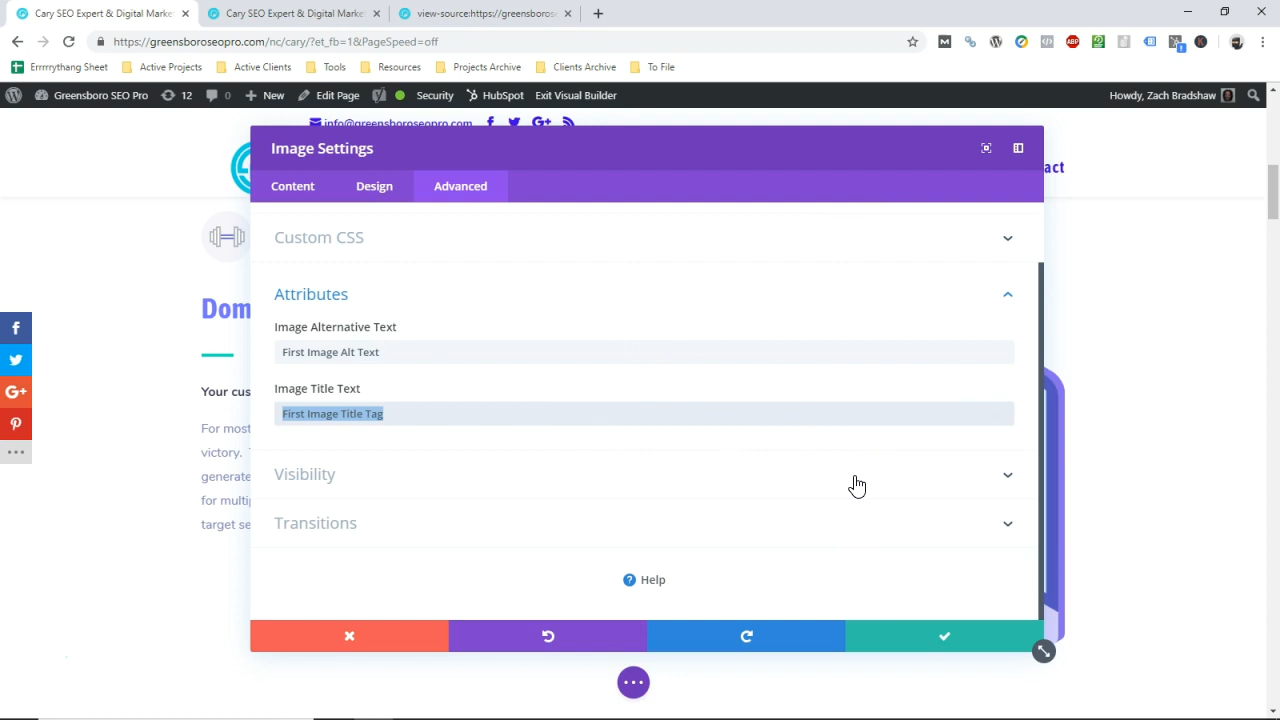 Cary SEO Expert & Digital Marke
Cary SEO Expert & Digital Marke
view-source:https://greensborose
https://greensboroseopro.com/nc/cary/?et_fb=1&PageSpeed=off
Errrrrythang Sheet
Active Projects
Active Clients
Tools
Resources
Projects Archive
Clients Archive
To File
Greensboro SEO Pro
12
0
New
Edit Page
Security
HubSpot
Exit Visual Builder
Howdy, Zach Bradshaw
info@greensboroseopro.com
Image Settings
act
Content
Design
Advanced
Custom CSS
Attributes
Dom
Image Alternative Text
First Image Alt Text
Image Title Text
Your cus
First Image Title Tag
For most
victory.
generate
Visibility
for multip
target se
Transitions
Help